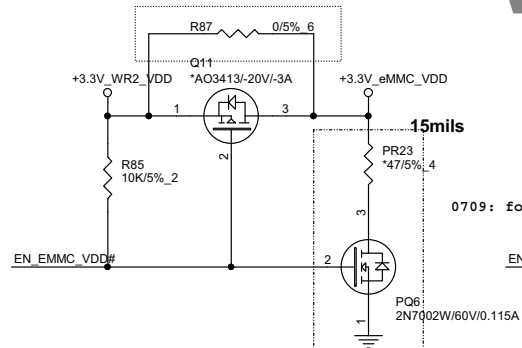 R87
0/5%_6
Q11
*AO3413/-20V/-3A
+3.3V_WR2_VDD
+3.3V_eMMC_VDD
1
3
15mils
PR23
*47/5%_4
R85
10K/5%_2
2
3
0709: fo
EN_EMMC_VDD#
2
EN
PQ6
2N7002W/60V/0.115A
1